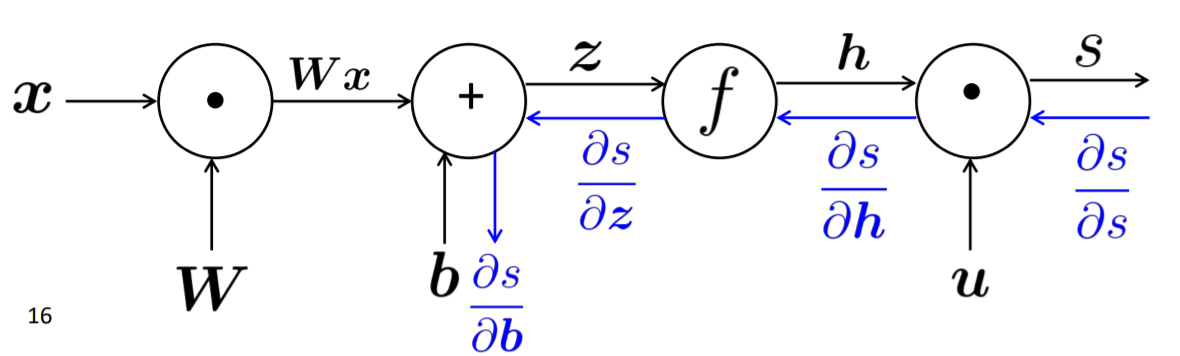 x
•
Wx
+
z
f
h
•
s
∂s
∂z
∂s
∂h
∂s
∂s
W
b
∂s
∂b
u
16